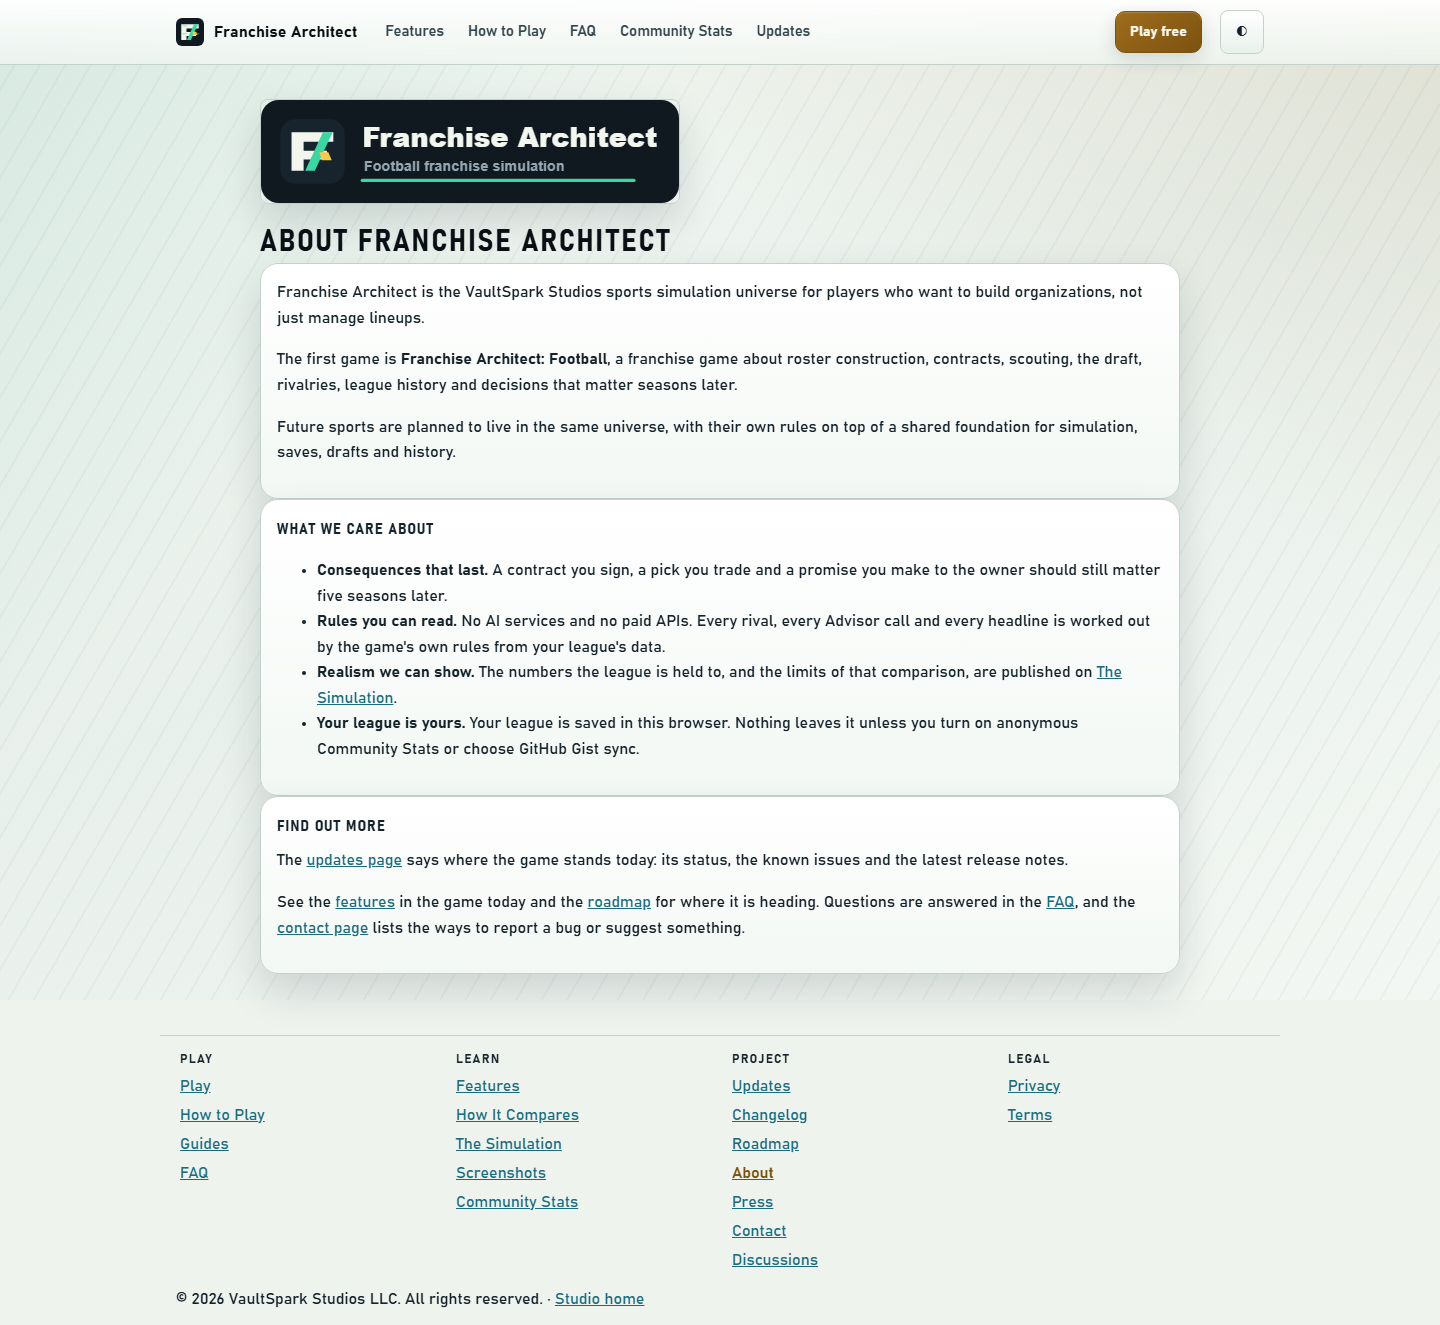 Franchise Architect
Features
How to Play
FAQ
Community Stats
Updates
Play free
Franchise Architect
Football franchise simulation
ABOUT FRANCHISE ARCHITECT
Franchise Architect is the VaultSpark Studios sports simulation universe for players who want to build organizations, not
just manage lineups.
The first game is Franchise Architect: Football, a franchise game about roster construction, contracts, scouting, the draft,
rivalries, league history and decisions that matter seasons later.
Future sports are planned to live in the same universe, with their own rules on top of a shared foundation for simulation,
saves, drafts and history.
WHAT WE CARE ABOUT
• Consequences that last. A contract you sign, a pick you trade and a promise you make to the owner should still matter
five seasons later.
• Rules you can read. No AI services and no paid APIs. Every rival, every Advisor call and every headline is worked out
by the game's own rules from your league's data.
• Realism we can show. The numbers the league is held to, and the limits of that comparison, are published on The
Simulation.
• Your league is yours. Your league is saved in this browser. Nothing leaves it unless you turn on anonymous
Community Stats or choose GitHub Gist sync.
FIND OUT MORE
The updates page says where the game stands today: its status, the known issues and the latest release notes.
See the features in the game today and the roadmap for where it is heading. Questions are answered in the FAQ, and the
contact page lists the ways to report a bug or suggest something.
PLAY
Play
How to Play
Guides
FAQ
LEARN
Features
How It Compares
The Simulation
Screenshots
Community Stats
PROJECT
Updates
Changelog
Roadmap
About
Press
Contact
Discussions
LEGAL
Privacy
Terms
© 2026 VaultSpark Studios LLC. All rights reserved. · Studio home